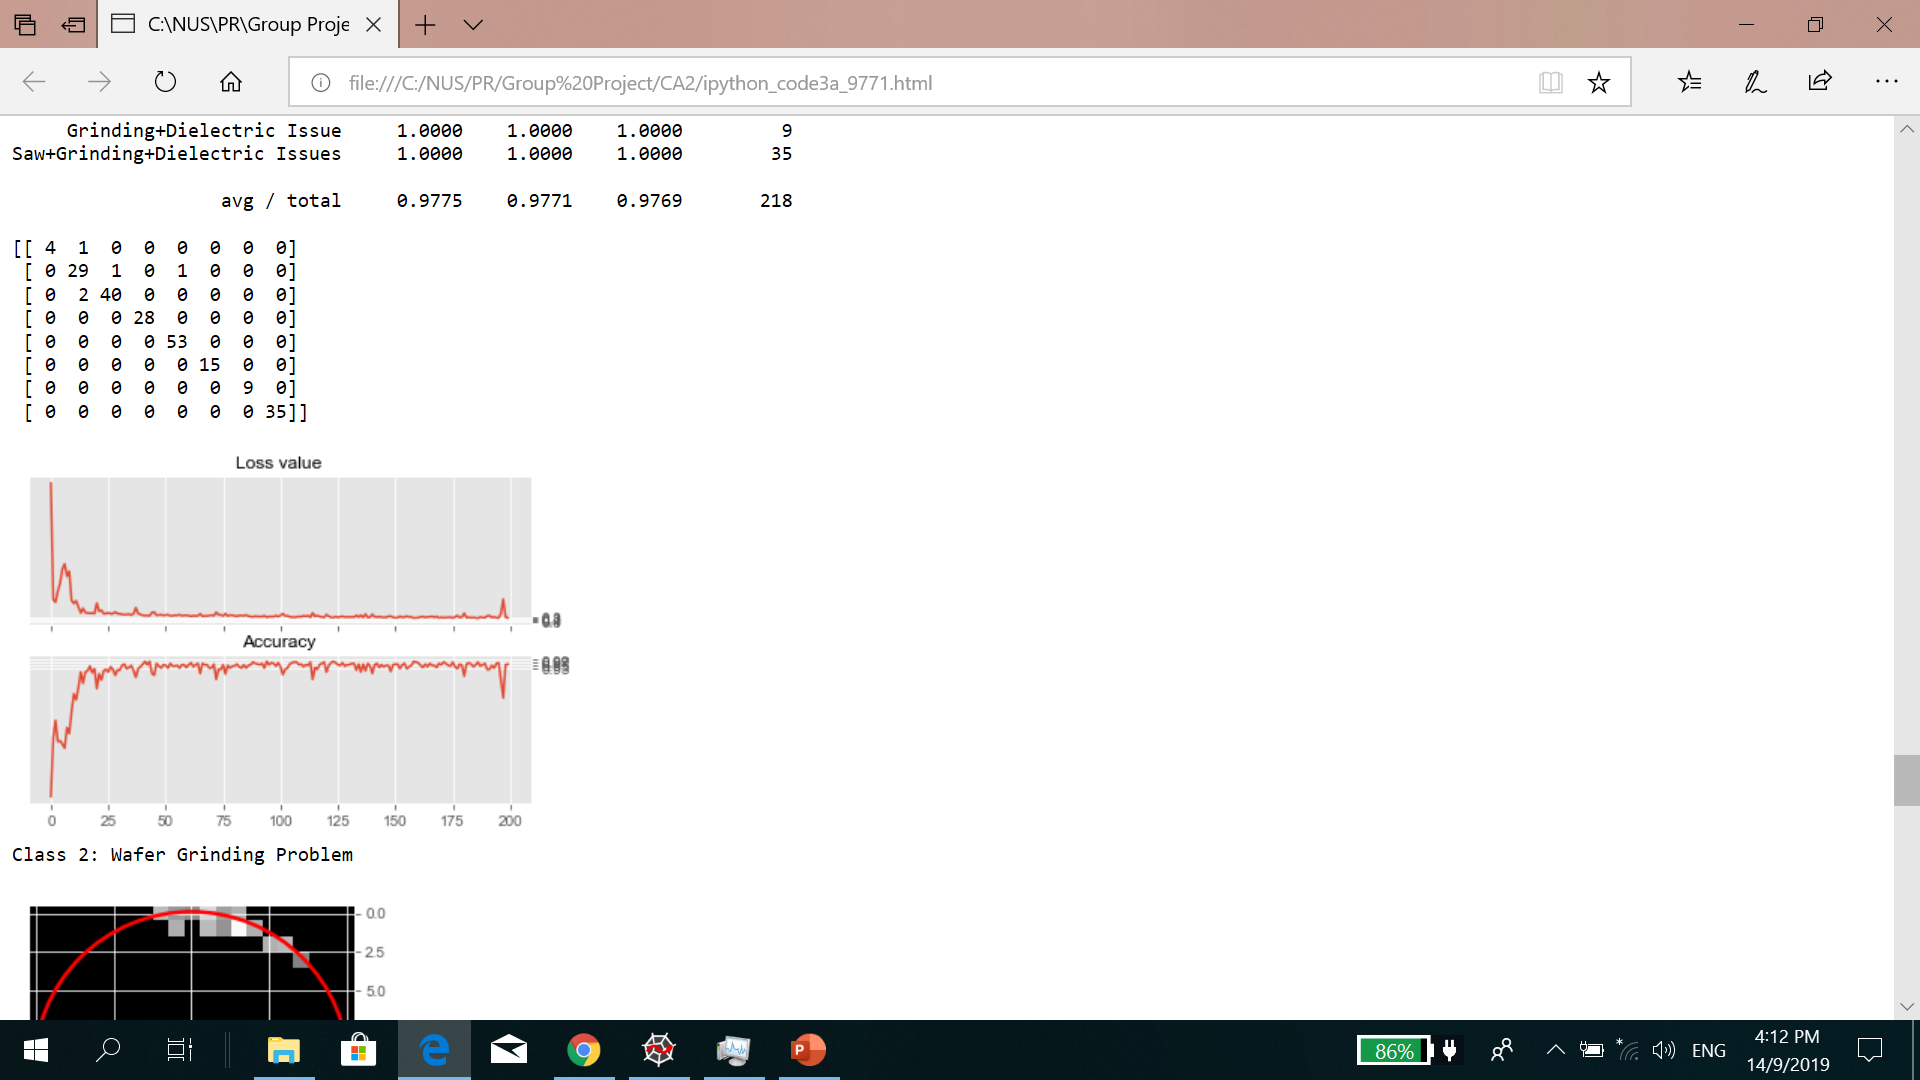 C:\NUS\PR\Group Proje
file:///C:/NUS/PR/Group%20Project/CA2/ipython_code3a_9771.html
Grinding+Dielectric Issue 1.0000 1.0000 1.0000 9
Saw+Grinding+Dielectric Issues 1.0000 1.0000 1.0000 35
avg / total 0.9775 0.9771 0.9769 218
[[ 4 1 0 0 0 0 0 0]
[ 0 29 1 0 1 0 0 0]
[ 0 2 40 0 0 0 0 0]
[ 0 0 0 28 0 0 0 0]
[ 0 0 0 0 53 0 0 0]
[ 0 0 0 0 0 15 0 0]
[ 0 0 0 0 0 0 9 0]
[ 0 0 0 0 0 0 0 35]]
Loss value
Accuracy
0 25 50 75 100 125 150 175 200
Class 2: Wafer Grinding Problem
0.0
2.5
5.0
86%
ENG
4:12 PM
14/9/2019